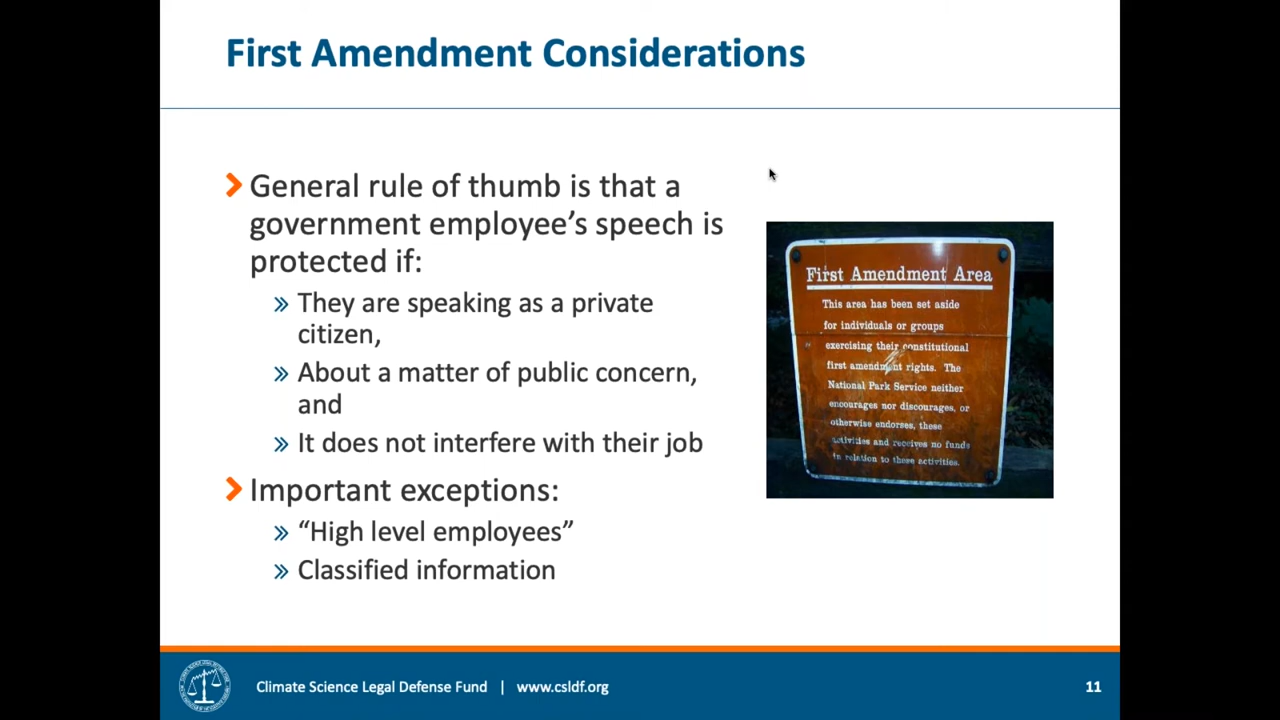 First Amendment Considerations
General rule of thumb is that a
government employee’s speech is
protected if:
» They are speaking as a private
citizen,
» About a matter of public concern,
and
» It does not interfere with their job
Important exceptions:
» “High level employees”
» Classified information
First Amendment Area
This area has been set aside
for individuals or groups
exercising their constitutional
first amendment rights. The
National Park Service neither
encourages nor discourages, or
otherwise endorses, these
activities and receives no funds
in relation to these activities.
Climate Science Legal Defense Fund | www.csldf.org
11